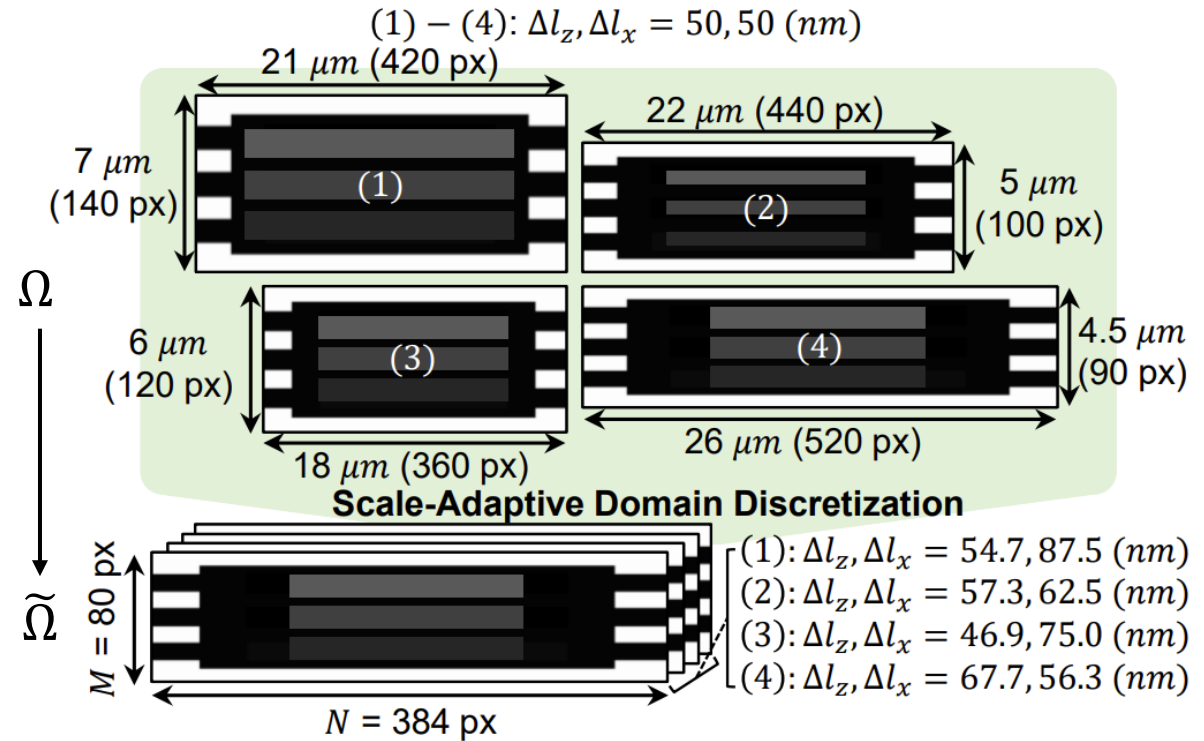 (1) − (4): Δl_z, Δl_x = 50, 50 (nm)
21 μm (420 px)
7 μm
(140 px)
(1)
22 μm (440 px)
(2)
5 μm
(100 px)
Ω
6 μm
(120 px)
(3)
18 μm (360 px)
(4)
4.5 μm
(90 px)
26 μm (520 px)
Scale-Adaptive Domain Discretization
Ω̃
M = 80 px
N = 384 px
(1): Δl_z, Δl_x = 54.7, 87.5 (nm)
(2): Δl_z, Δl_x = 57.3, 62.5 (nm)
(3): Δl_z, Δl_x = 46.9, 75.0 (nm)
(4): Δl_z, Δl_x = 67.7, 56.3 (nm)